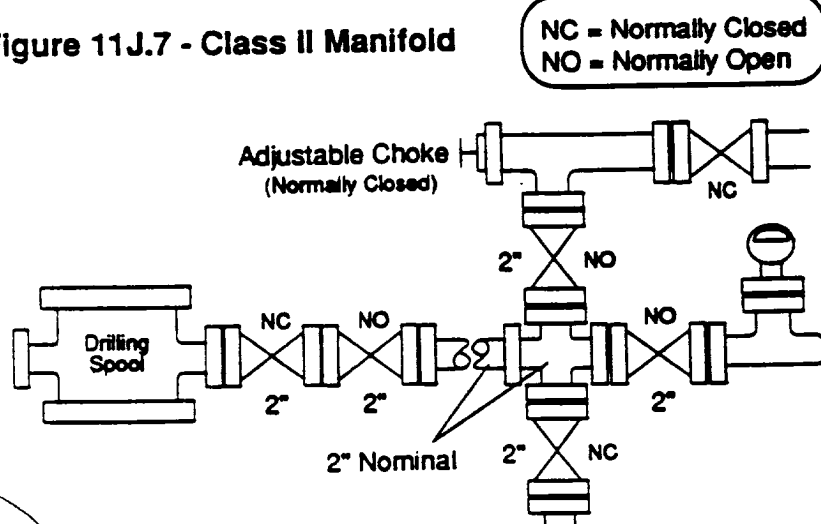 igure 11J.7 - Class II Manifold
NC = Normally Closed
NO = Normally Open
Adjustable Choke
(Normally Closed)
NC
2" NO
Drilling
Spool
NC NO
2" 2"
NO
2"
2" Nominal
2" NC